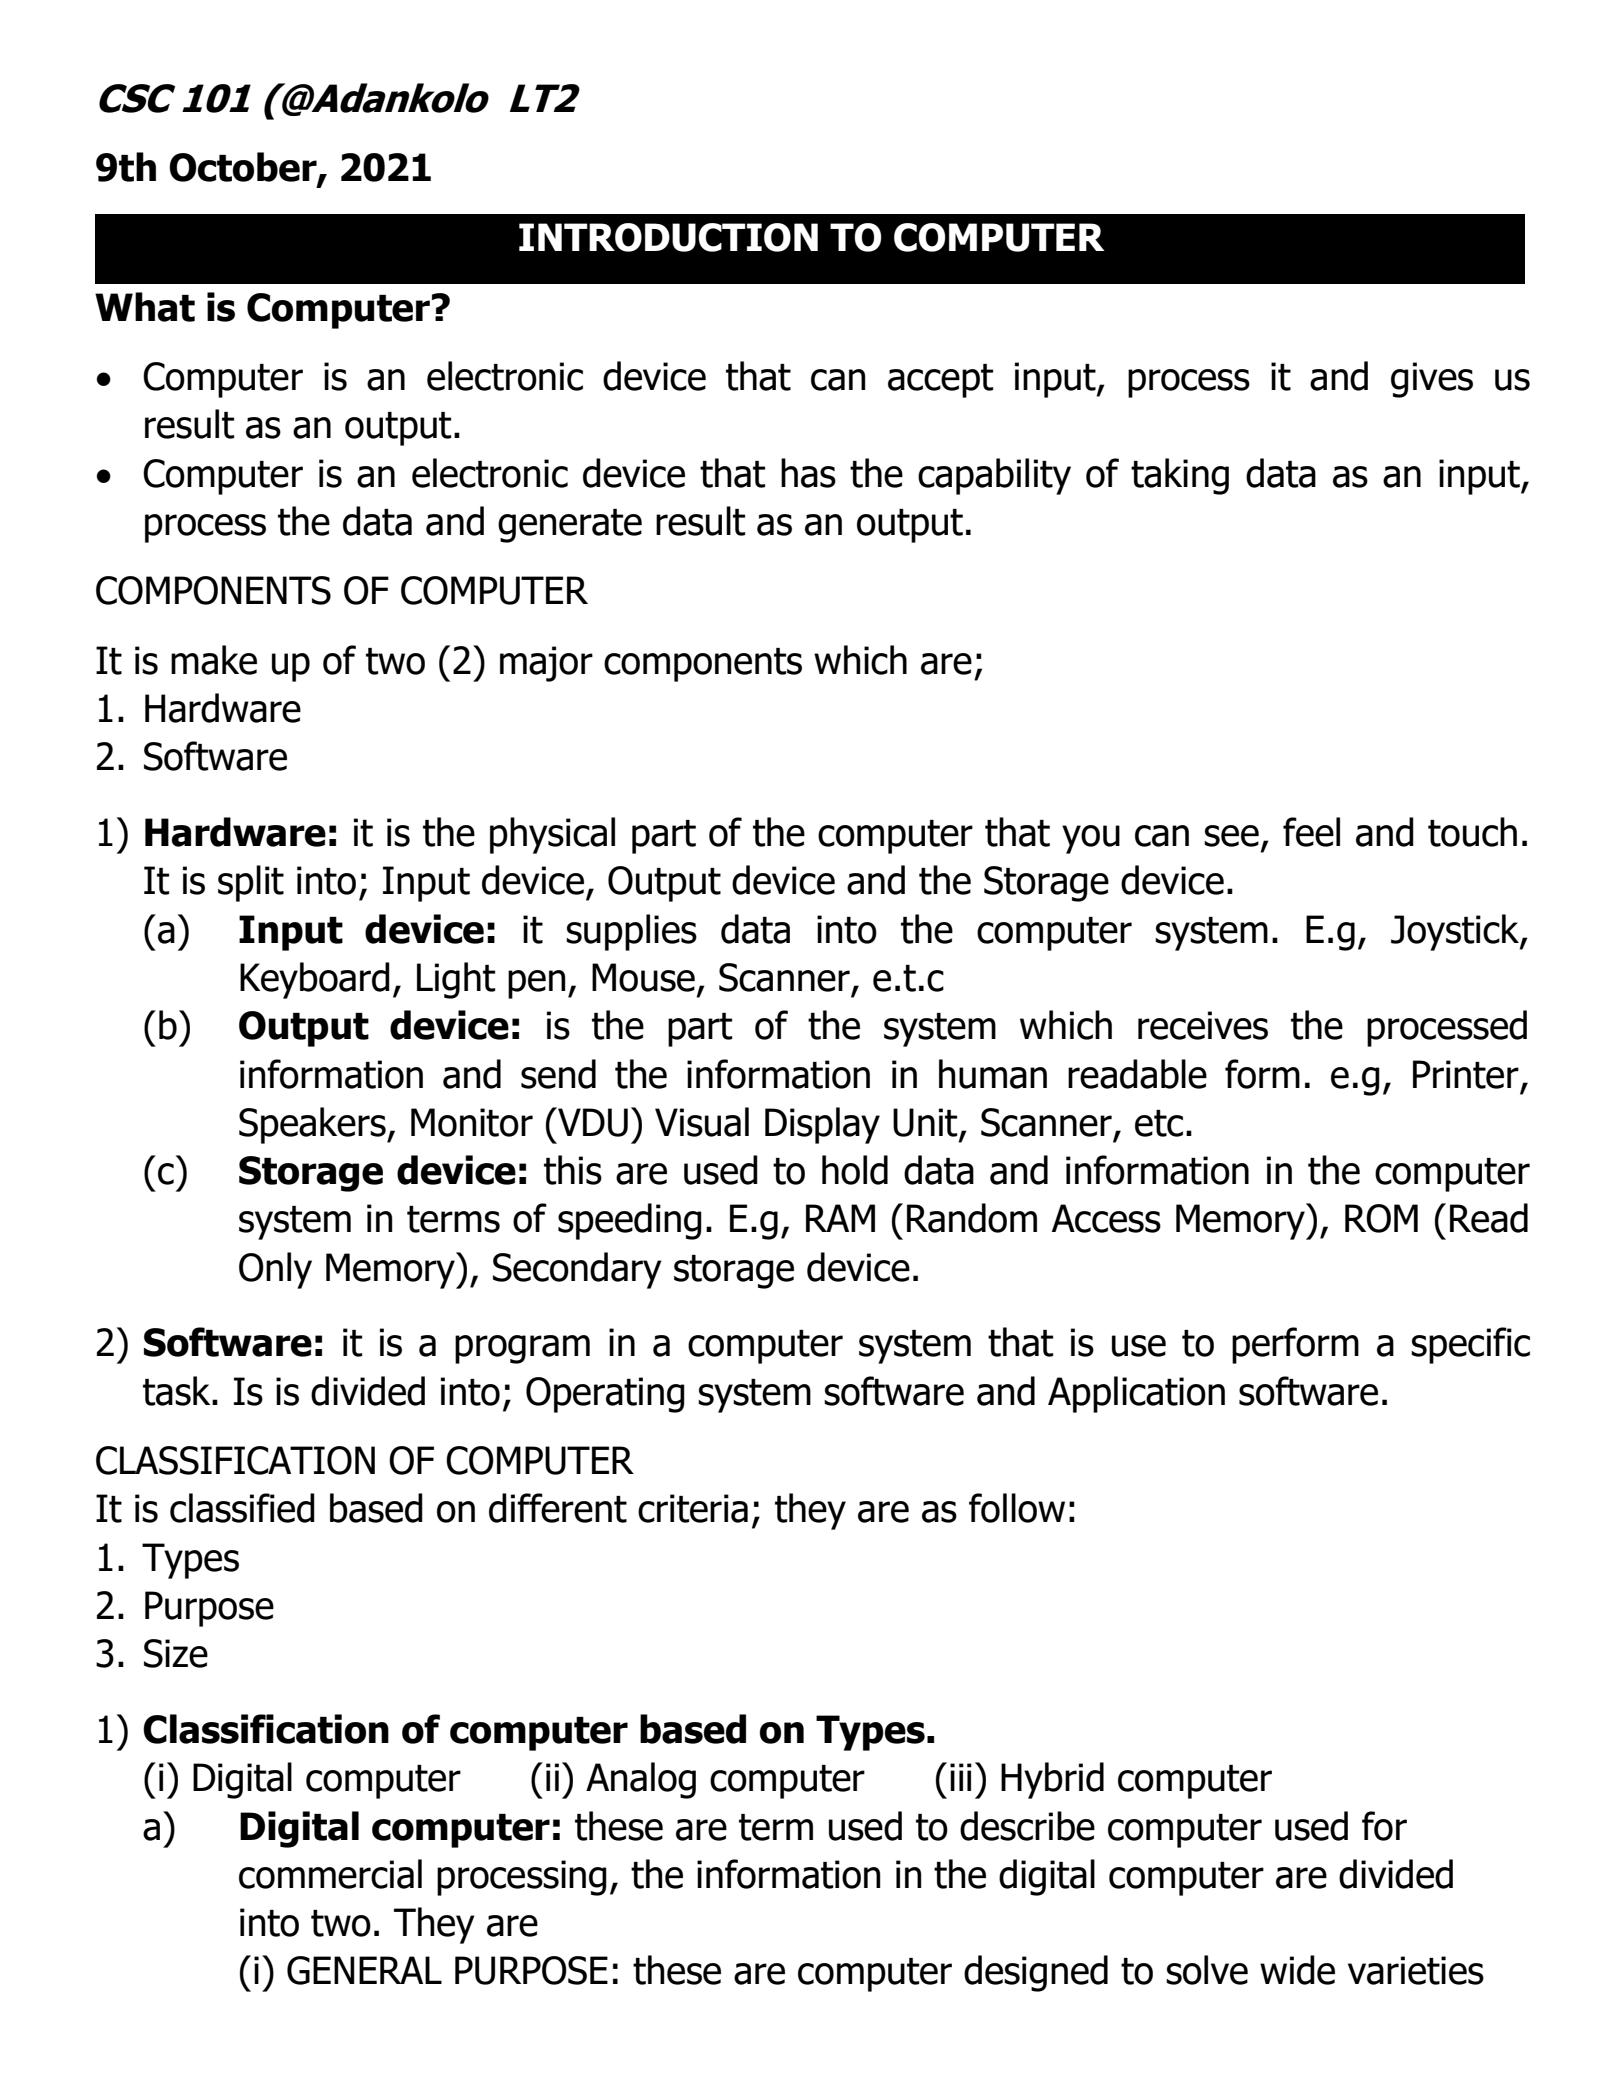 CSC 101 (@Adankolo LT2
9th October, 2021
INTRODUCTION TO COMPUTER
What is Computer?
• Computer is an electronic device that can accept input, process it and gives us
result as an output.
• Computer is an electronic device that has the capability of taking data as an input,
process the data and generate result as an output.
COMPONENTS OF COMPUTER
It is make up of two (2) major components which are;
1. Hardware
2. Software
1) Hardware: it is the physical part of the computer that you can see, feel and touch.
It is split into; Input device, Output device and the Storage device.
(a) Input device: it supplies data into the computer system. E.g, Joystick,
Keyboard, Light pen, Mouse, Scanner, e.t.c
(b) Output device: is the part of the system which receives the processed
information and send the information in human readable form. e.g, Printer,
Speakers, Monitor (VDU) Visual Display Unit, Scanner, etc.
(c) Storage device: this are used to hold data and information in the computer
system in terms of speeding. E.g, RAM (Random Access Memory), ROM (Read
Only Memory), Secondary storage device.
2) Software: it is a program in a computer system that is use to perform a specific
task. Is is divided into; Operating system software and Application software.
CLASSIFICATION OF COMPUTER
It is classified based on different criteria; they are as follow:
1. Types
2. Purpose
3. Size
1) Classification of computer based on Types.
(i) Digital computer (ii) Analog computer (iii) Hybrid computer
a) Digital computer: these are term used to describe computer used for
commercial processing, the information in the digital computer are divided
into two. They are
(i) GENERAL PURPOSE: these are computer designed to solve wide varieties